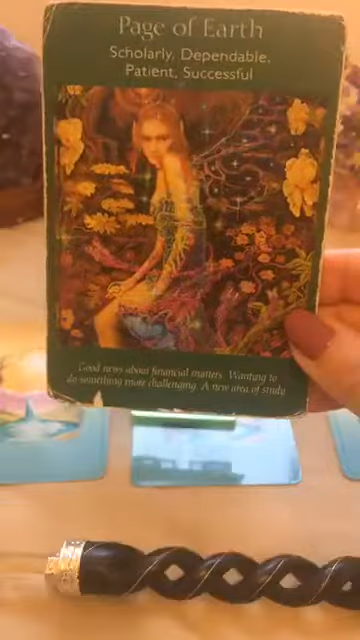 Page of Earth
Scholarly, Dependable,
Patient, Successful
Good news about financial matters. Wanting to
do something more challenging. A new area of study